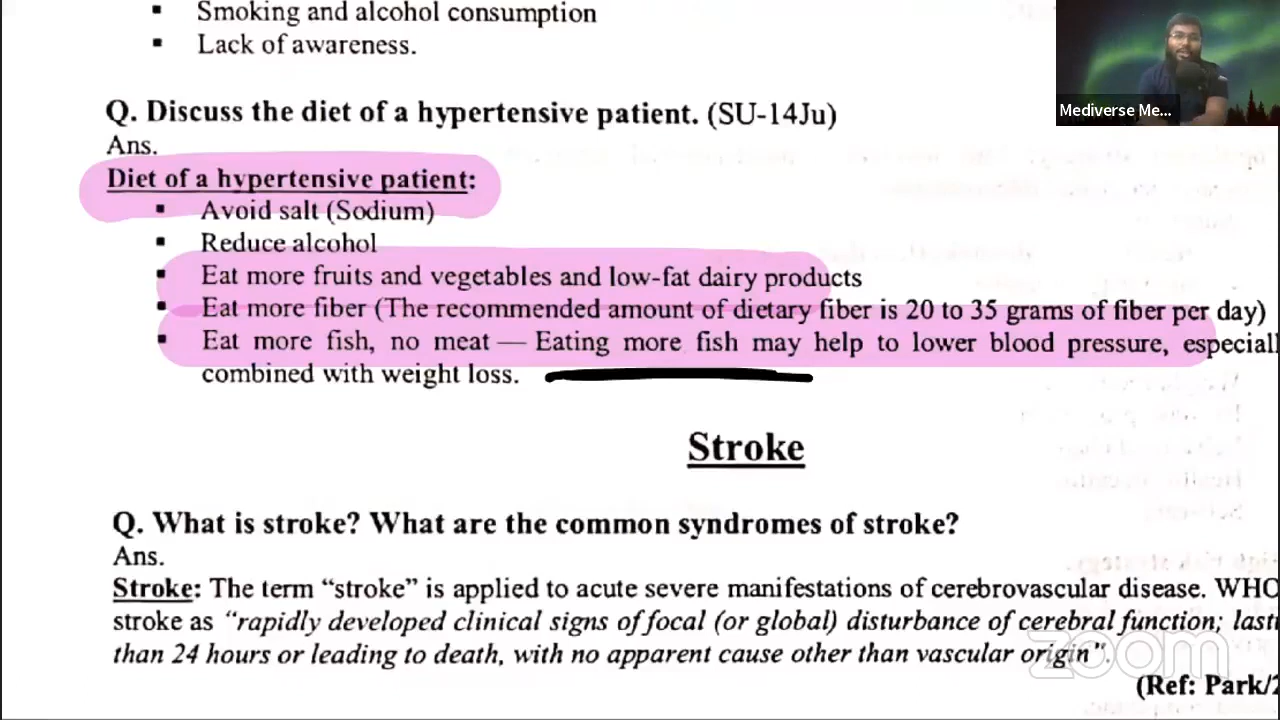 ▪ Smoking and alcohol consumption
▪ Lack of awareness.
Mediverse Me...
Q. Discuss the diet of a hypertensive patient. (SU-14Ju)
Ans.
Diet of a hypertensive patient:
▪ Avoid salt (Sodium)
▪ Reduce alcohol
▪ Eat more fruits and vegetables and low-fat dairy products
▪ Eat more fiber (The recommended amount of dietary fiber is 20 to 35 grams of fiber per day)
▪ Eat more fish, no meat — Eating more fish may help to lower blood pressure, especiall
combined with weight loss.
Stroke
Q. What is stroke? What are the common syndromes of stroke?
Ans.
Stroke: The term “stroke” is applied to acute severe manifestations of cerebrovascular disease. WHO
stroke as “rapidly developed clinical signs of focal (or global) disturbance of cerebral function; lasti
than 24 hours or leading to death, with no apparent cause other than vascular origin”.
zoom
(Ref: Park/2